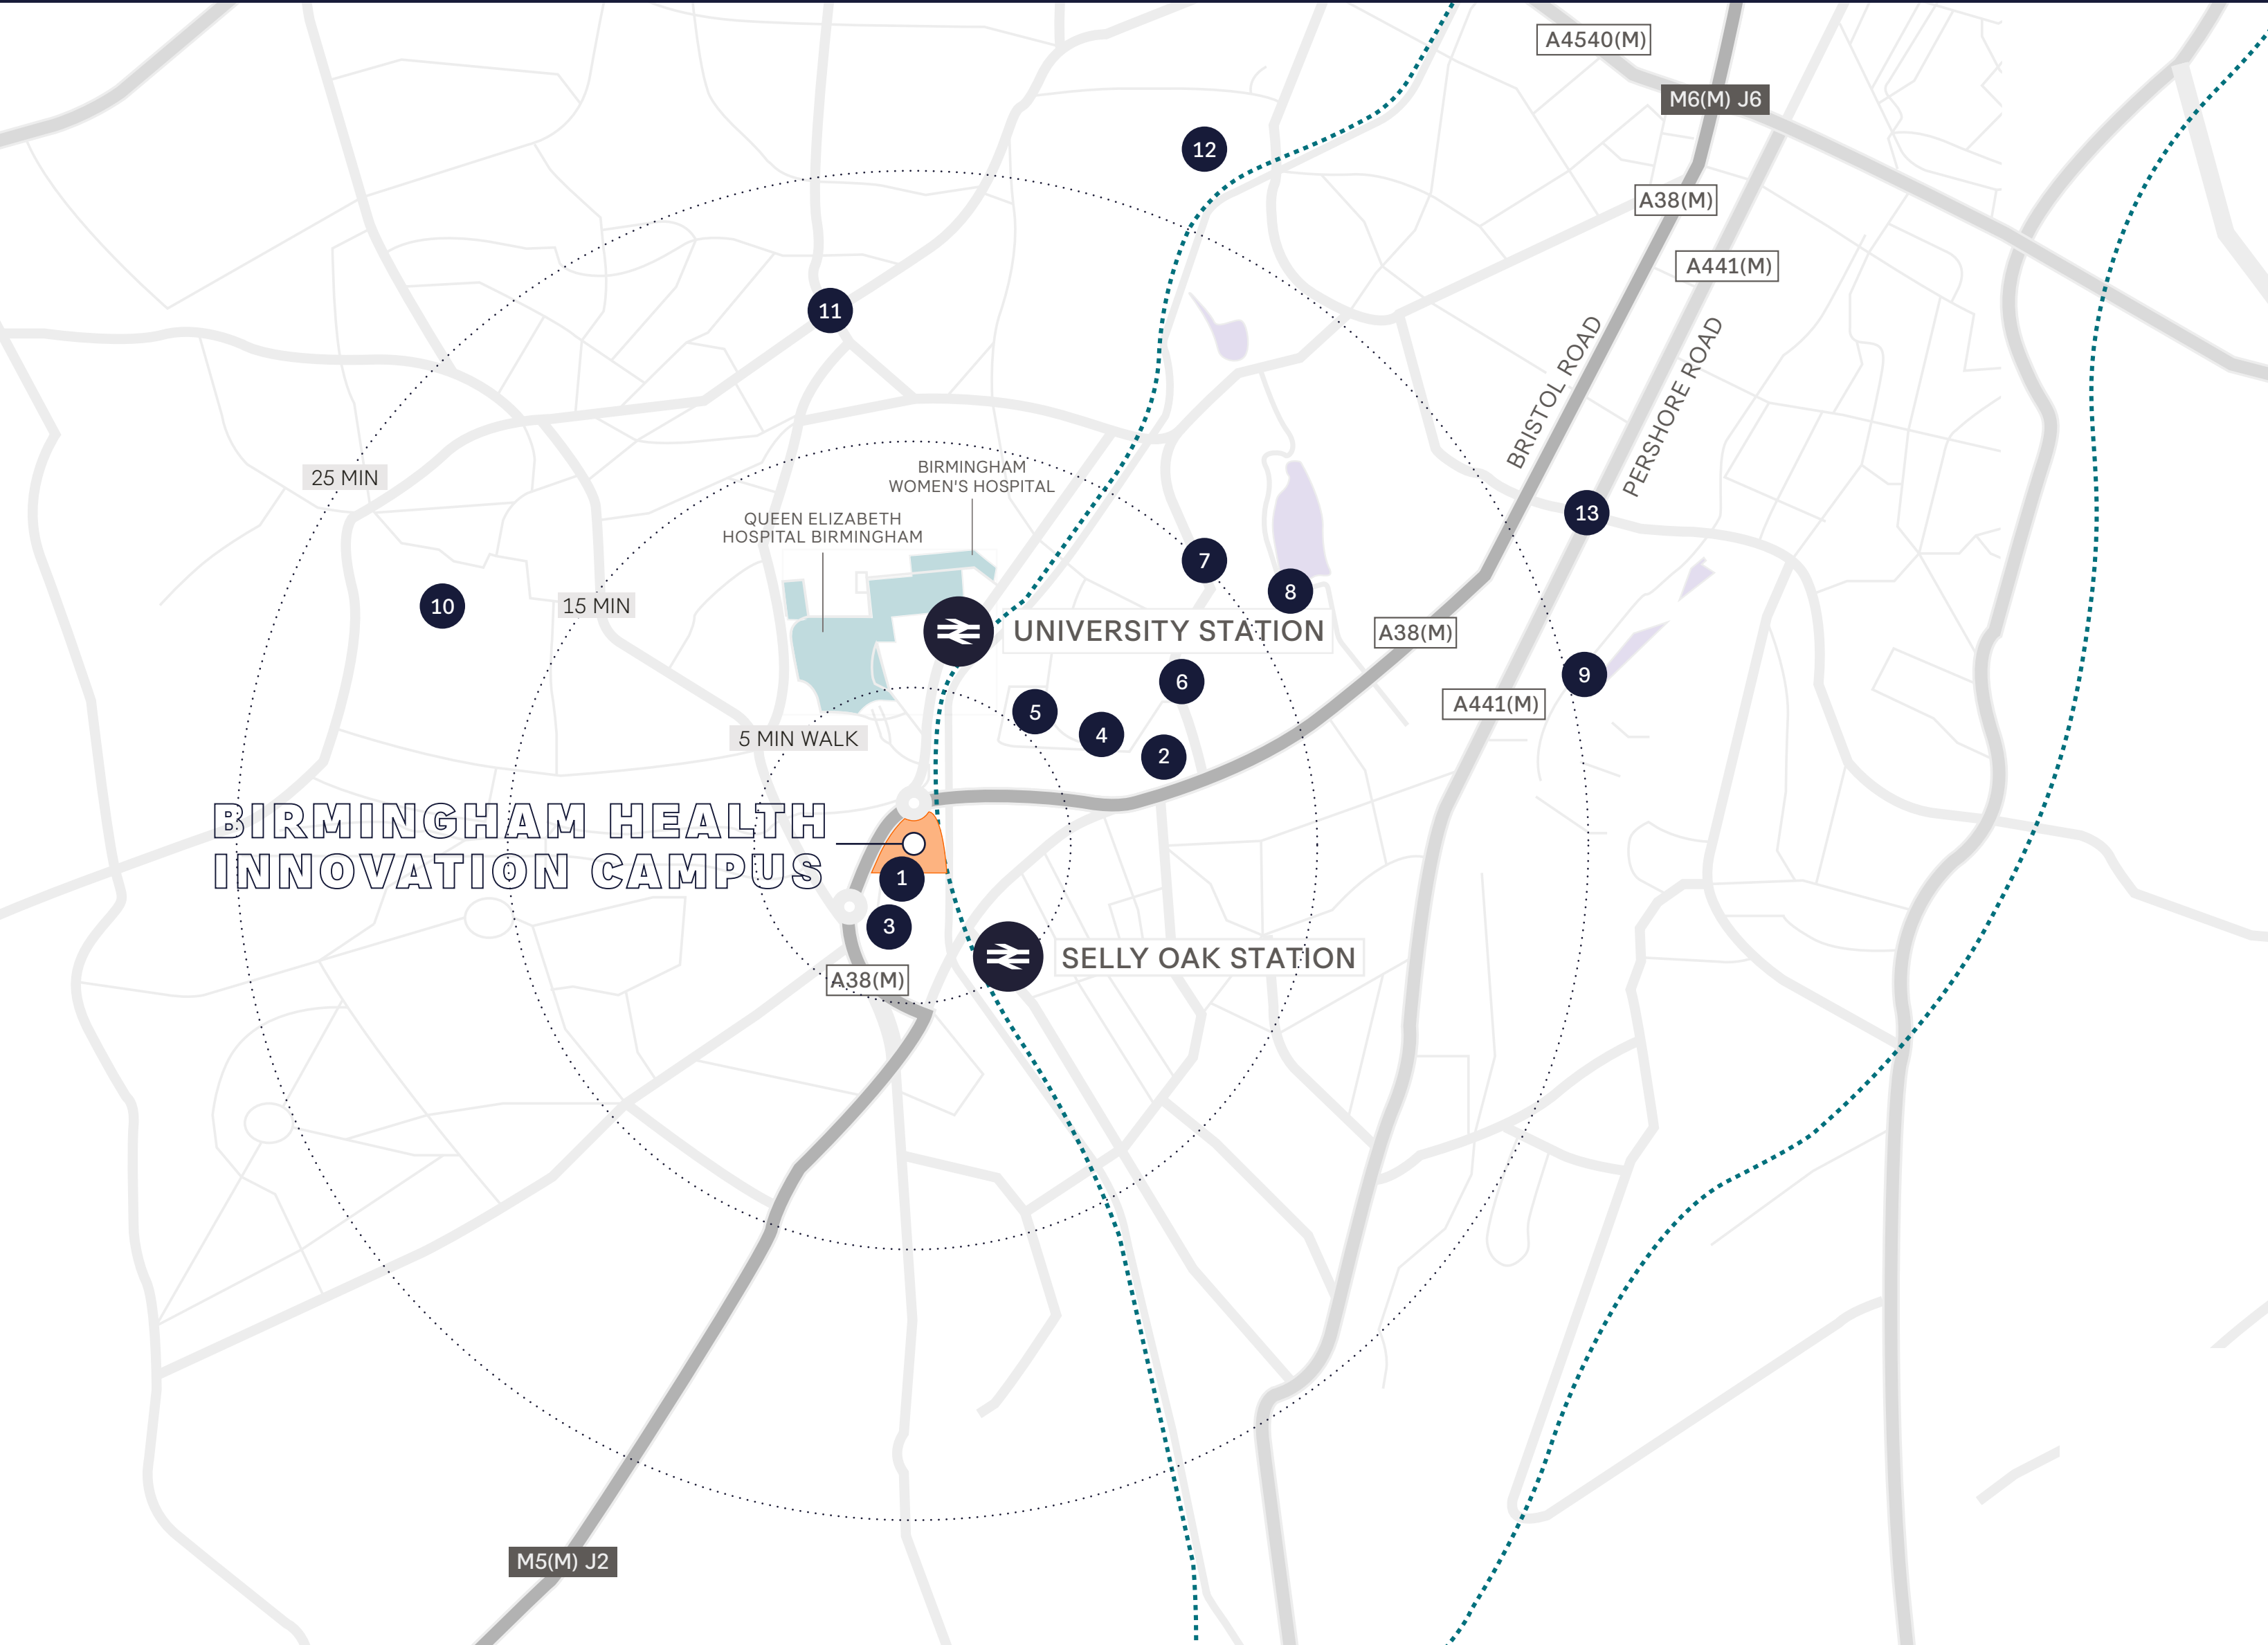 A4540(M)
M6(M) J6
12
A38(M)
A441(M)
11
BRISTOL ROAD
PERSHORE ROAD
25 MIN
BIRMINGHAM
WOMEN'S HOSPITAL
QUEEN ELIZABETH
HOSPITAL BIRMINGHAM
13
7
8
10
15 MIN
UNIVERSITY STATION
A38(M)
9
6
A441(M)
5
4
2
5 MIN WALK
BIRMINGHAM HEALTH
INNOVATION CAMPUS
1
3
SELLY OAK STATION
A38(M)
M5(M) J2